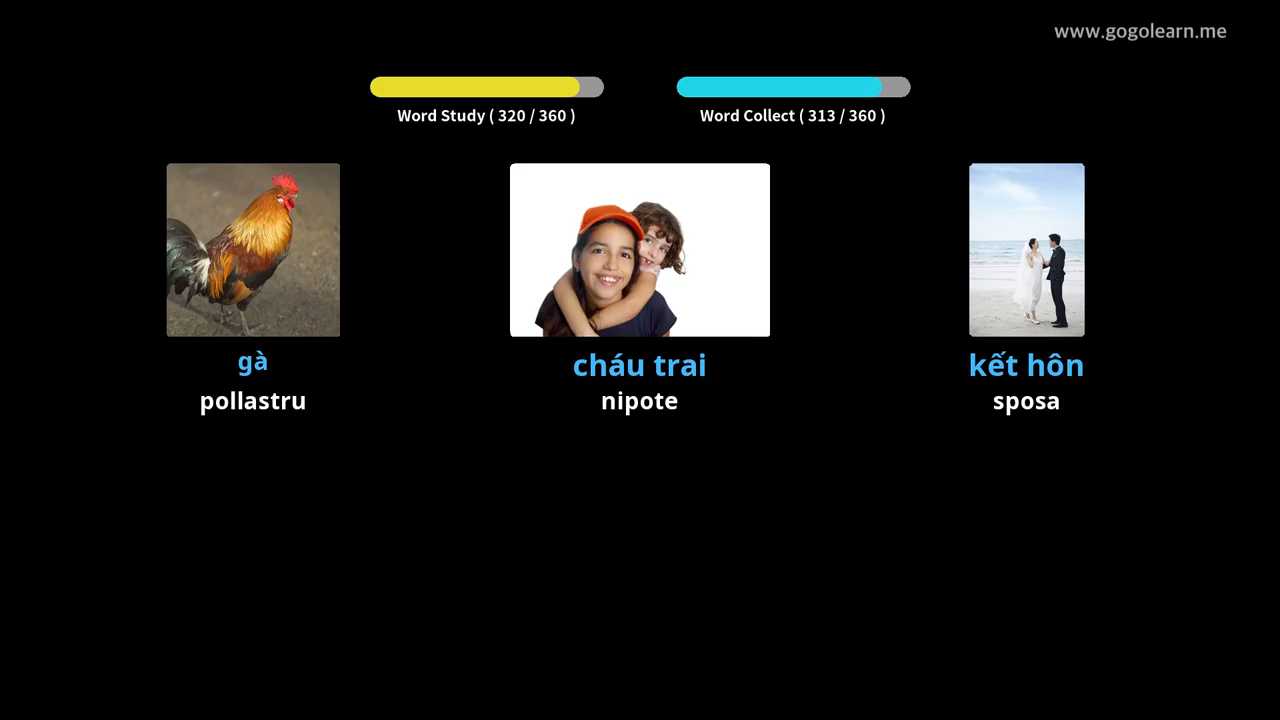 www.gogolearn.me
Word Study ( 320 / 360 )
Word Collect ( 313 / 360 )
gà
cháu trai
kết hôn
pollastru
nipote
sposa